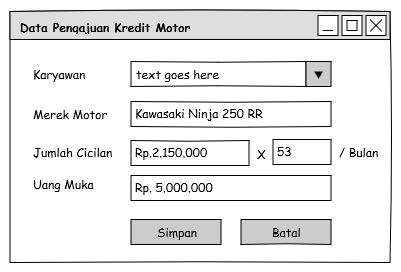 Data Pengajuan Kredit Motor
Karyawan text goes here
Merek Motor Kawasaki Ninja 250 RR
Jumlah Cicilan Rp.2,150,000 X 53 / Bulan
Uang Muka Rp. 5,000,000
Simpan Batal